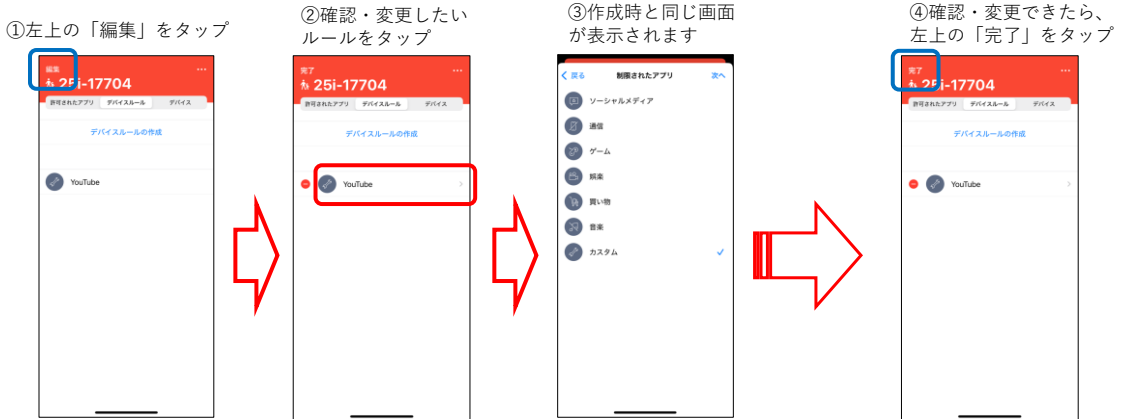 ①左上の「編集」をタップ
編集
25i-17704
許可されたアプリ デバイスルール デバイス
デバイスルールの作成
YouTube
②確認・変更したい
ルールをタップ
完了
25i-17704
許可されたアプリ デバイスルール デバイス
デバイスルールの作成
YouTube
③作成時と同じ画面
が表示されます
戻る 制限されたアプリ 次へ
ソーシャルメディア
通信
ゲーム
娯楽
買い物
音楽
カスタム
④確認・変更できたら、
左上の「完了」をタップ
完了
25i-17704
許可されたアプリ デバイスルール デバイス
デバイスルールの作成
YouTube